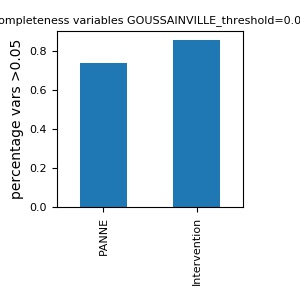 ompleteness variables GOUSSAINVILLE_threshold=0.0
percentage vars >0.05
0.8
0.6
0.4
0.2
0.0
PANNE
Intervention